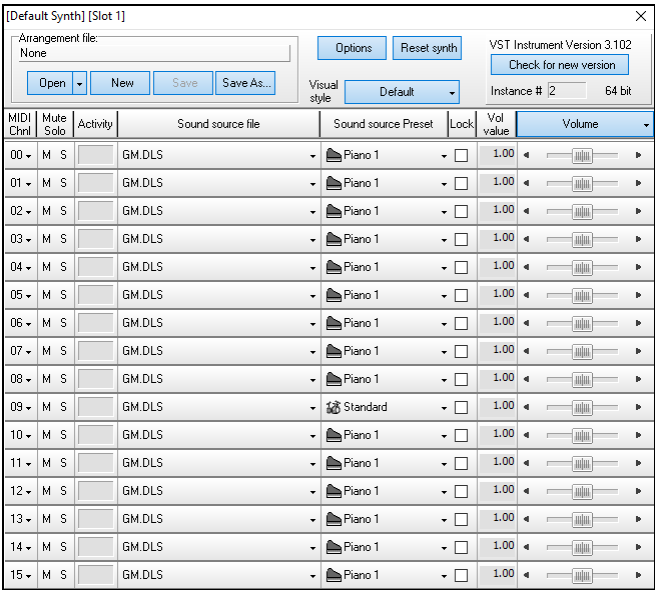 [Default Synth] [Slot 1]
Arrangement file:
None
Open New Save Save As...
Options Reset synth
Visual style Default
VST Instrument Version 3.102
Check for new version
Instance # 2 64 bit
MIDI Chnl Mute Solo Activity Sound source file Sound source Preset Lock Vol value Volume
00 M S GM.DLS Piano 1 1.00
01 M S GM.DLS Piano 1 1.00
02 M S GM.DLS Piano 1 1.00
03 M S GM.DLS Piano 1 1.00
04 M S GM.DLS Piano 1 1.00
05 M S GM.DLS Piano 1 1.00
06 M S GM.DLS Piano 1 1.00
07 M S GM.DLS Piano 1 1.00
08 M S GM.DLS Piano 1 1.00
09 M S GM.DLS Standard 1.00
10 M S GM.DLS Piano 1 1.00
11 M S GM.DLS Piano 1 1.00
12 M S GM.DLS Piano 1 1.00
13 M S GM.DLS Piano 1 1.00
14 M S GM.DLS Piano 1 1.00
15 M S GM.DLS Piano 1 1.00